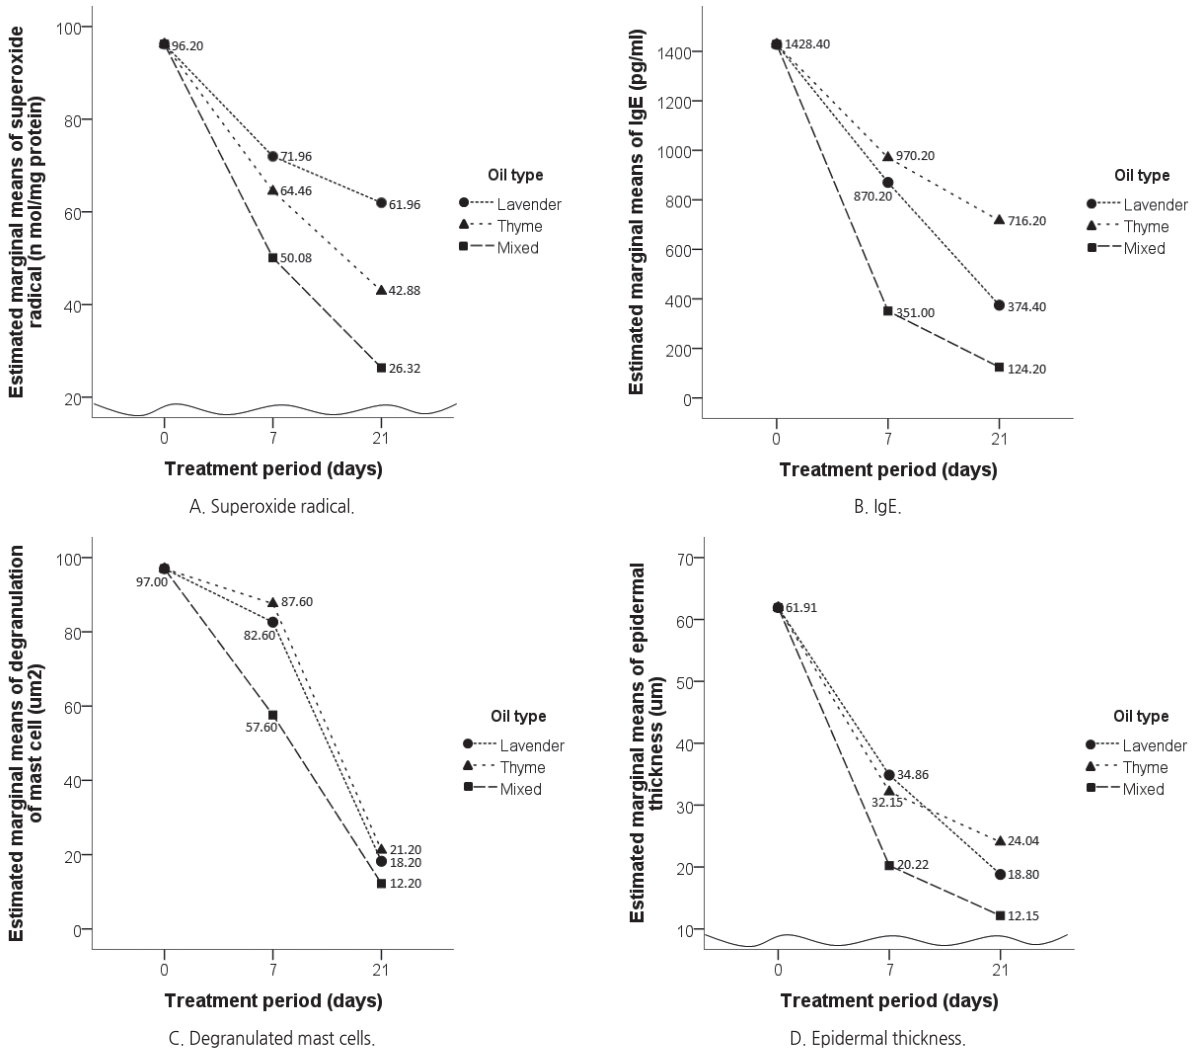 Estimated marginal means of superoxide
radical (n mol/mg protein)
100
80
60
40
20
96.20
71.96
64.46
61.96
50.08
42.88
26.32
0 7 21
Treatment period (days)
Oil type
Lavender
Thyme
Mixed
A. Superoxide radical.
Estimated marginal means of IgE (pg/ml)
1400
1200
1000
800
600
400
200
0
1428.40
970.20
870.20
716.20
374.40
351.00
124.20
0 7 21
Treatment period (days)
Oil type
Lavender
Thyme
Mixed
B. IgE.
Estimated marginal means of degranulation
of mast cell (um2)
100
80
60
40
20
0
97.00
87.60
82.60
57.60
21.20
18.20
12.20
0 7 21
Treatment period (days)
Oil type
Lavender
Thyme
Mixed
C. Degranulated mast cells.
Estimated marginal means of epidermal
thickness (um)
70
60
50
40
30
20
10
61.91
34.86
32.15
24.04
20.22
18.80
12.15
0 7 21
Treatment period (days)
Oil type
Lavender
Thyme
Mixed
D. Epidermal thickness.